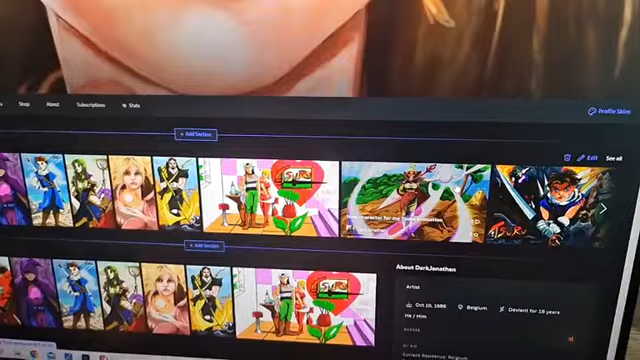 Shop About Subscriptions Stats
Profile Skins
+ Add Section
Edit See all
+ Add Section
About DarkJonathan
Artist
Oct 10, 1986 Belgium Deviant for 18 years
He / Him
Current Residence: Belgium